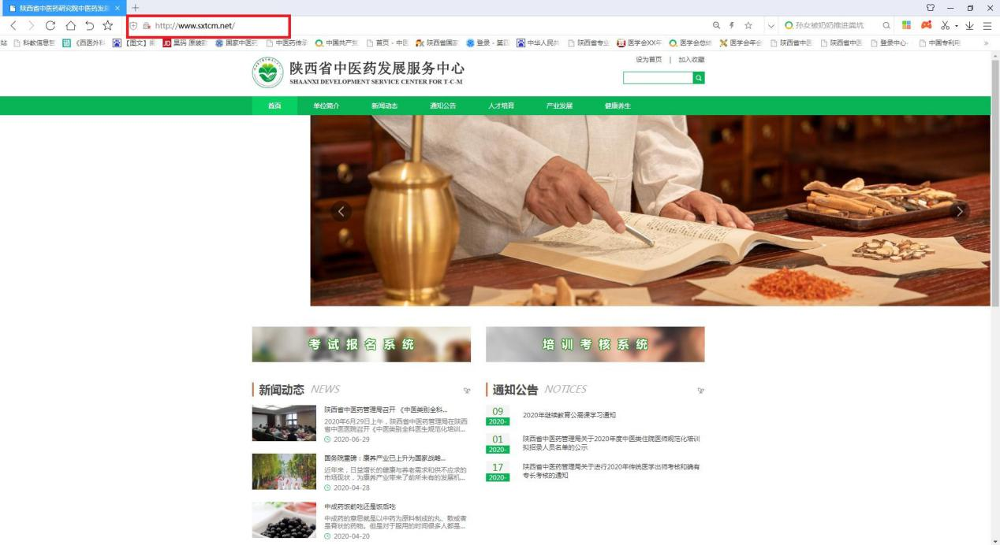 陕西省中医药研究院中医药发展
http://www.sxtcm.net/
孙女被奶奶推进粪坑
站 科教信息管 《西医外科 【图文】 国家中医药 中医药传承 中国共产党 首页 - 中医 陕西省国家 登录 - 第四 中华人民共 陕西省专业 医学会XX年 医学会总结 医学会年会 陕西省中医 陕西省中医 登录中心- 中国专利电 »
设为首页 | 加入收藏
陕西省中医药发展服务中心
SHAANXI DEVELOPMENT SERVICE CENTER FOR T-C-M
首页 单位简介 新闻动态 通知公告 人才培育 产业发展 健康养生
考试报名系统
培训考核系统
新闻动态 NEWS
陕西省中医药管理局召开 《中医类别全科...
2020年6月29日上午，陕西省中医药管理局在陕西
省中医医院召开《中医类别全科医生规范化培训...
2020-06-29
国务院重磅：康养产业已上升为国家战略...
近年来，日益增长的健康与养老需求和供不应求的
市场现状，为康养产业带来了前所未有的发展机...
2020-04-28
中成药饭前吃还是饭后吃
中成药的意思就是以中药为原料制成的丸、散或者
是膏状的药物。但是对于服用的时间很多人都是...
2020-04-20
通知公告 NOTICES
09
2020-
2020年继续教育公需课学习通知
01
2020-
陕西省中医药管理局关于2020年度中医类住院医师规范化培训
拟招录人员名单的公示
17
2020-
陕西省中医药管理局关于进行2020年传统医学出师考核和确有
专长考核的通知